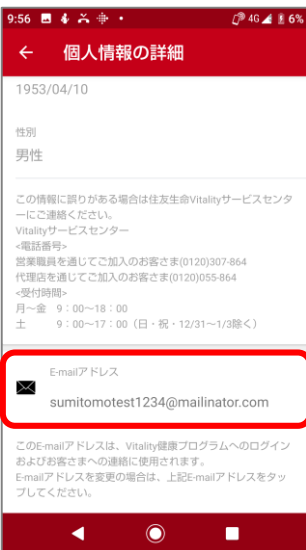 9:56
4G
6%
個人情報の詳細
1953/04/10
性別
男性
この情報に誤りがある場合は住友生命Vitalityサービスセンタ
ーにご連絡ください。
Vitalityサービスセンター
<電話番号>
営業職員を通じてご加入のお客さま(0120)307-864
代理店を通じてご加入のお客さま(0120)055-864
<受付時間>
月~金 9:00~18:00
土 9:00~17:00(日・祝・12/31~1/3除く)
E-mailアドレス
sumitomotest1234@mailinator.com
このE-mailアドレスは、Vitality健康プログラムへのログイン
およびお客さまへの連絡に使用されます。
E-mailアドレスを変更の場合は、上記E-mailアドレスをタッ
プしてください。